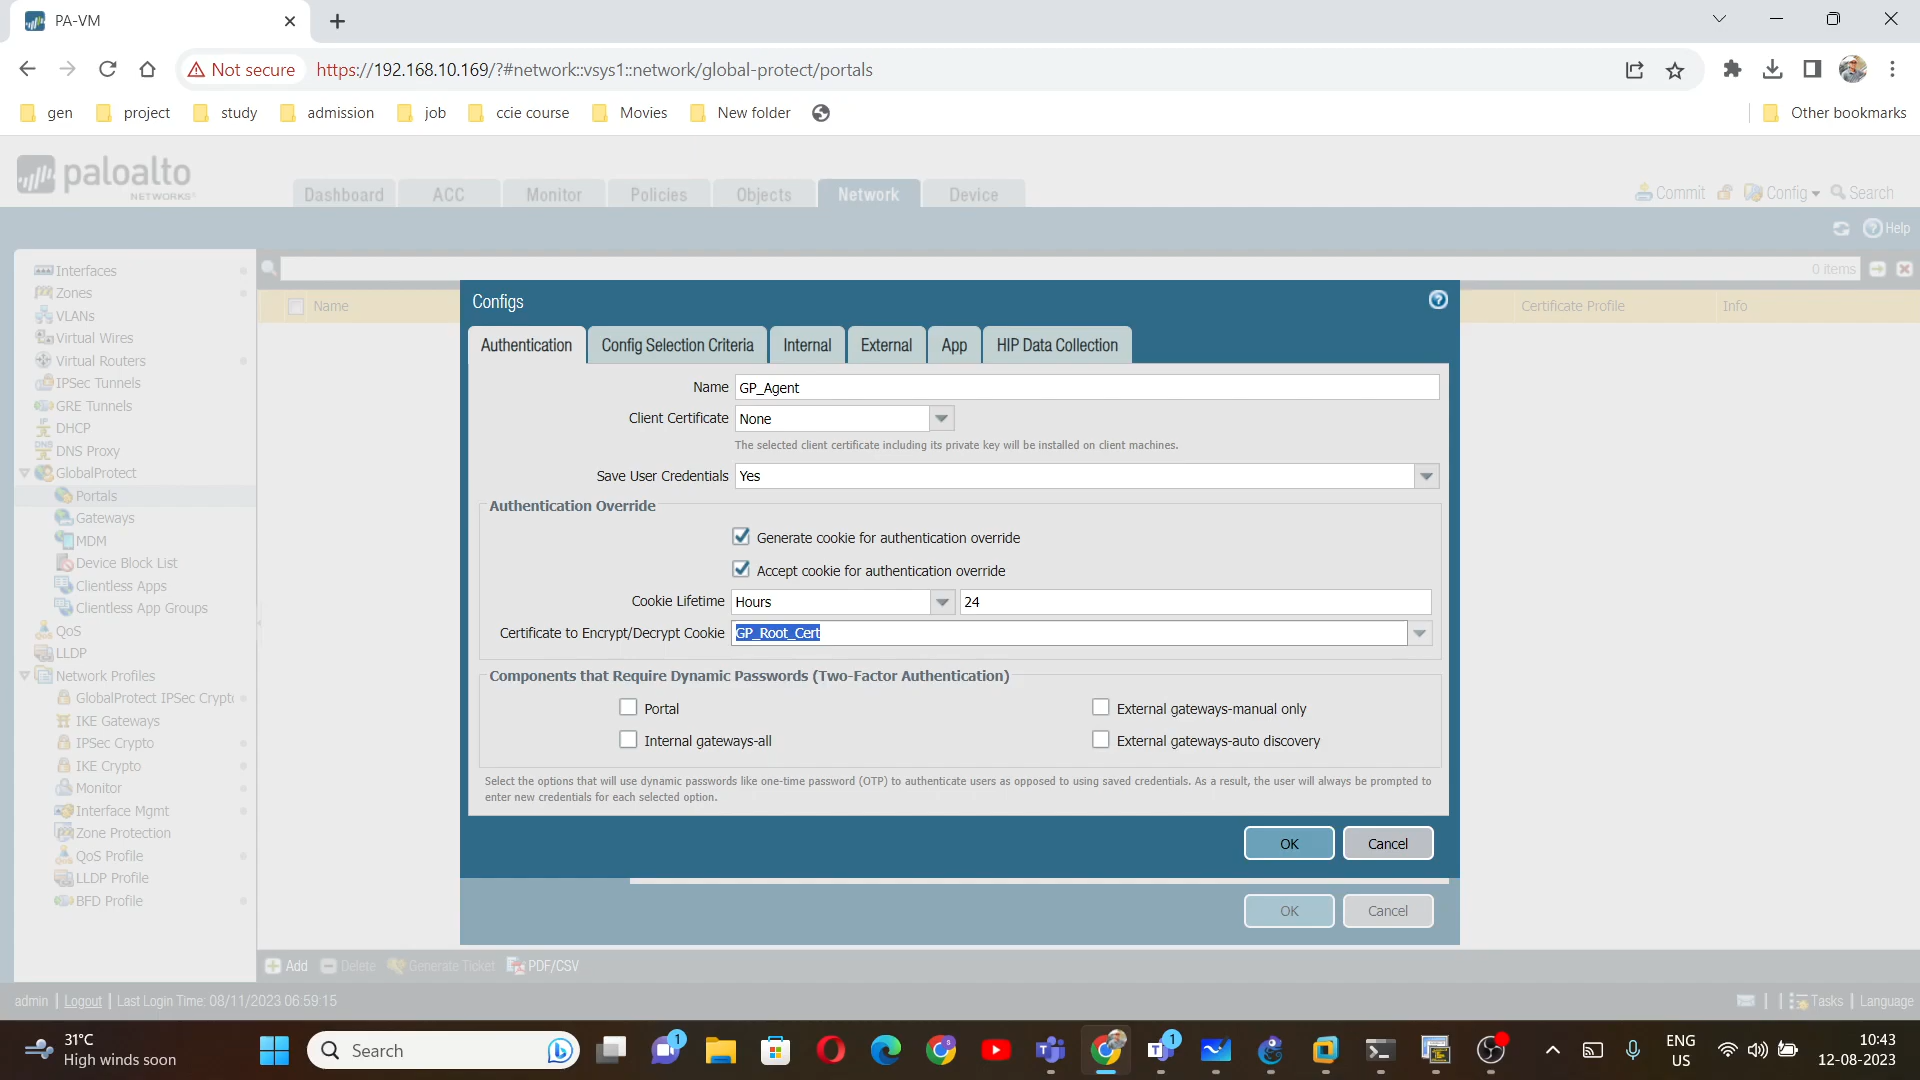 PA-VM
Not secure https://192.168.10.169/?#network::vsys1::network/global-protect/portals
gen project study admission job ccie course Movies New folder Other bookmarks
paloalto
NETWORKS®
Dashboard ACC Monitor Policies Objects Network Device Commit Config Search
Help
Interfaces
Zones
VLANs
Virtual Wires
Virtual Routers
IPSec Tunnels
GRE Tunnels
DHCP
DNS Proxy
GlobalProtect
Portals
Gateways
MDM
Device Block List
Clientless Apps
Clientless App Groups
QoS
LLDP
Network Profiles
GlobalProtect IPSec Crypt
IKE Gateways
IPSec Crypto
IKE Crypto
Monitor
Interface Mgmt
Zone Protection
QoS Profile
LLDP Profile
BFD Profile
0 items
Name Certificate Profile Info
Configs
Authentication Config Selection Criteria Internal External App HIP Data Collection
Name GP_Agent
Client Certificate None
The selected client certificate including its private key will be installed on client machines.
Save User Credentials Yes
Authentication Override
Generate cookie for authentication override
Accept cookie for authentication override
Cookie Lifetime Hours 24
Certificate to Encrypt/Decrypt Cookie GP_Root_Cert
Components that Require Dynamic Passwords (Two-Factor Authentication)
Portal External gateways-manual only
Internal gateways-all External gateways-auto discovery
Select the options that will use dynamic passwords like one-time password (OTP) to authenticate users as opposed to using saved credentials. As a result, the user will always be prompted to
enter new credentials for each selected option.
OK Cancel
OK Cancel
Add Delete Generate Ticket PDF/CSV
admin | Logout | Last Login Time: 08/11/2023 06:59:15 Tasks | Language
31°C
High winds soon
Search
1
1
ENG
US
10:43
12-08-2023